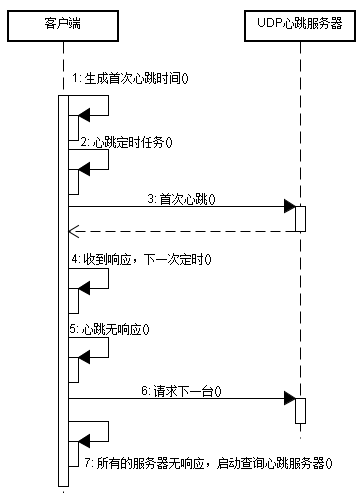 客户端
UDP心跳服务器
1: 生成首次心跳时间()
2: 心跳定时任务()
3: 首次心跳()
4: 收到响应，下一次定时()
5: 心跳无响应()
6: 请求下一台()
7: 所有的服务器无响应，启动查询心跳服务器()